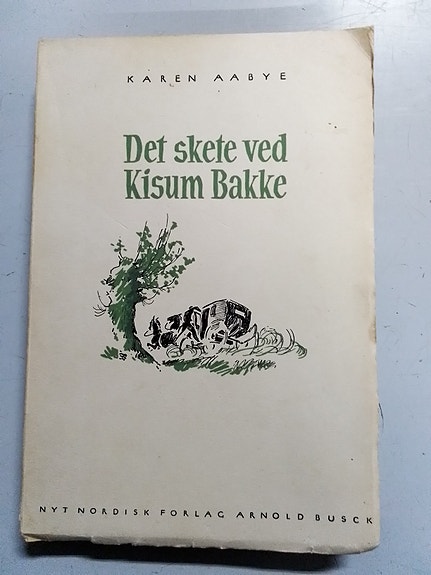 KAREN AABYE
Det skete ved
Kisum Bakke
NYT NORDISK FORLAG ARNOLD BUSCK